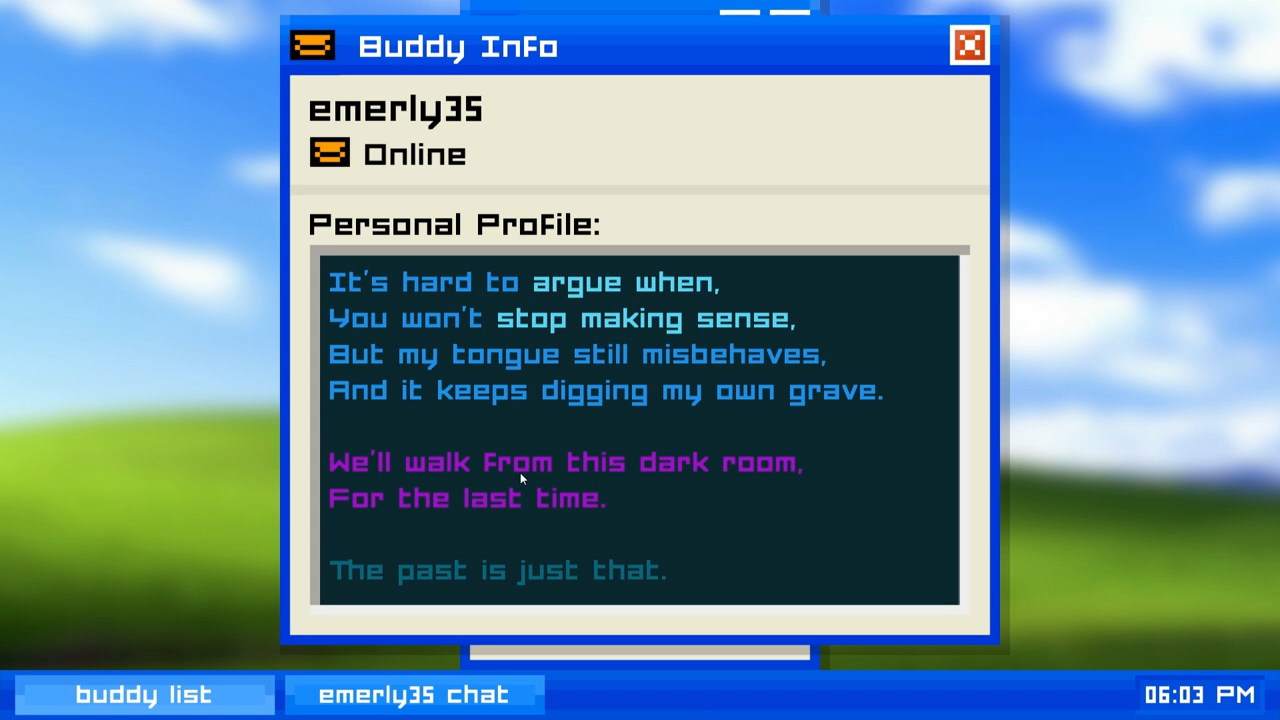 Buddy Info
emerly35
Online
Personal Profile:
It's hard to argue when,
You won't stop making sense,
But my tongue still misbehaves,
And it keeps digging my own grave.
We'll walk from this dark room,
For the last time.
The past is just that.
buddy list
emerly35 chat
06:03 PM